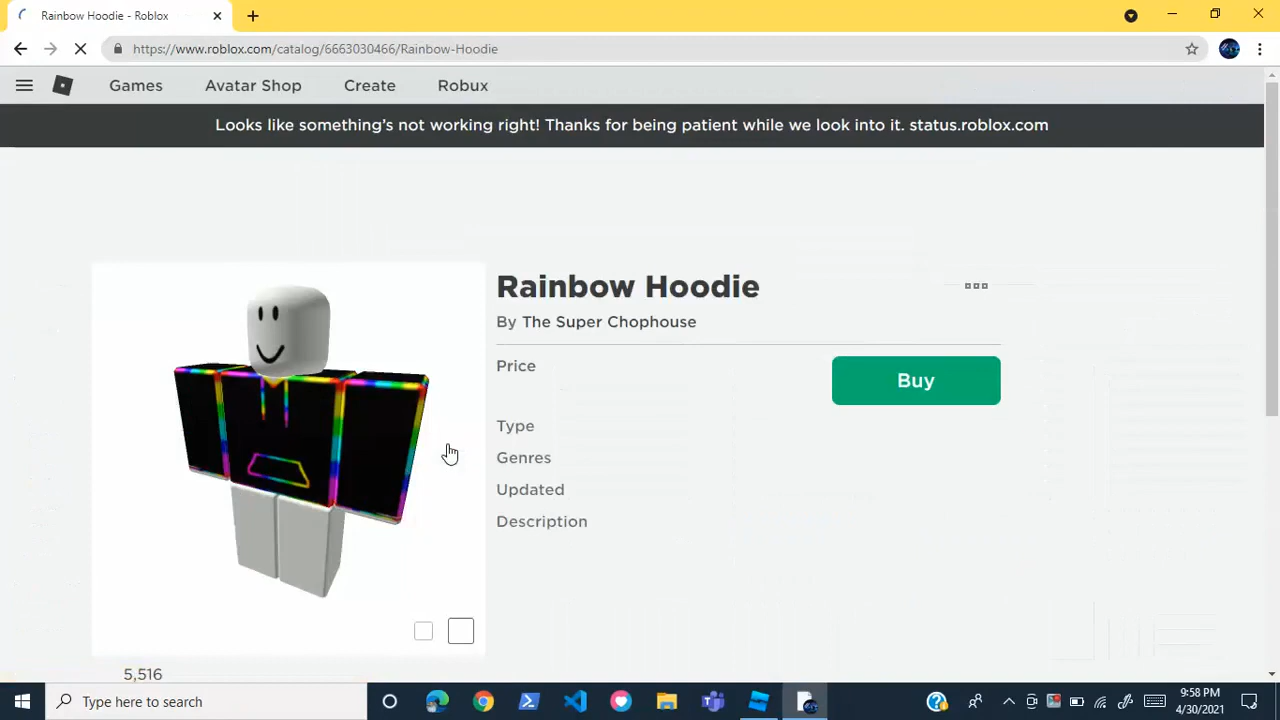 Rainbow Hoodie - Roblox
https://www.roblox.com/catalog/6663030466/Rainbow-Hoodie
Games Avatar Shop Create Robux
Looks like something's not working right! Thanks for being patient while we look into it. status.roblox.com
Rainbow Hoodie
By The Super Chophouse
Price
Buy
Type
Genres
Updated
Description
5,516
Type here to search
9:58 PM
4/30/2021